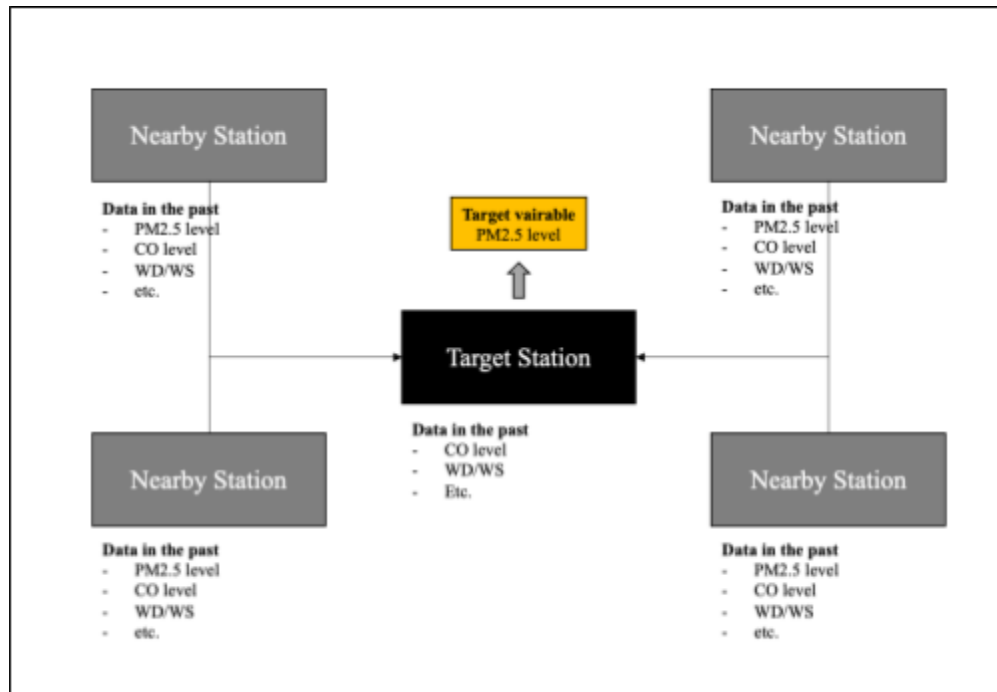 Nearby Station
Data in the past
- PM2.5 level
- CO level
- WD/WS
- etc.
Nearby Station
Data in the past
- PM2.5 level
- CO level
- WD/WS
- etc.
Target vairable
PM2.5 level
Target Station
Data in the past
- CO level
- WD/WS
- Etc.
Nearby Station
Data in the past
- PM2.5 level
- CO level
- WD/WS
- etc.
Nearby Station
Data in the past
- PM2.5 level
- CO level
- WD/WS
- etc.